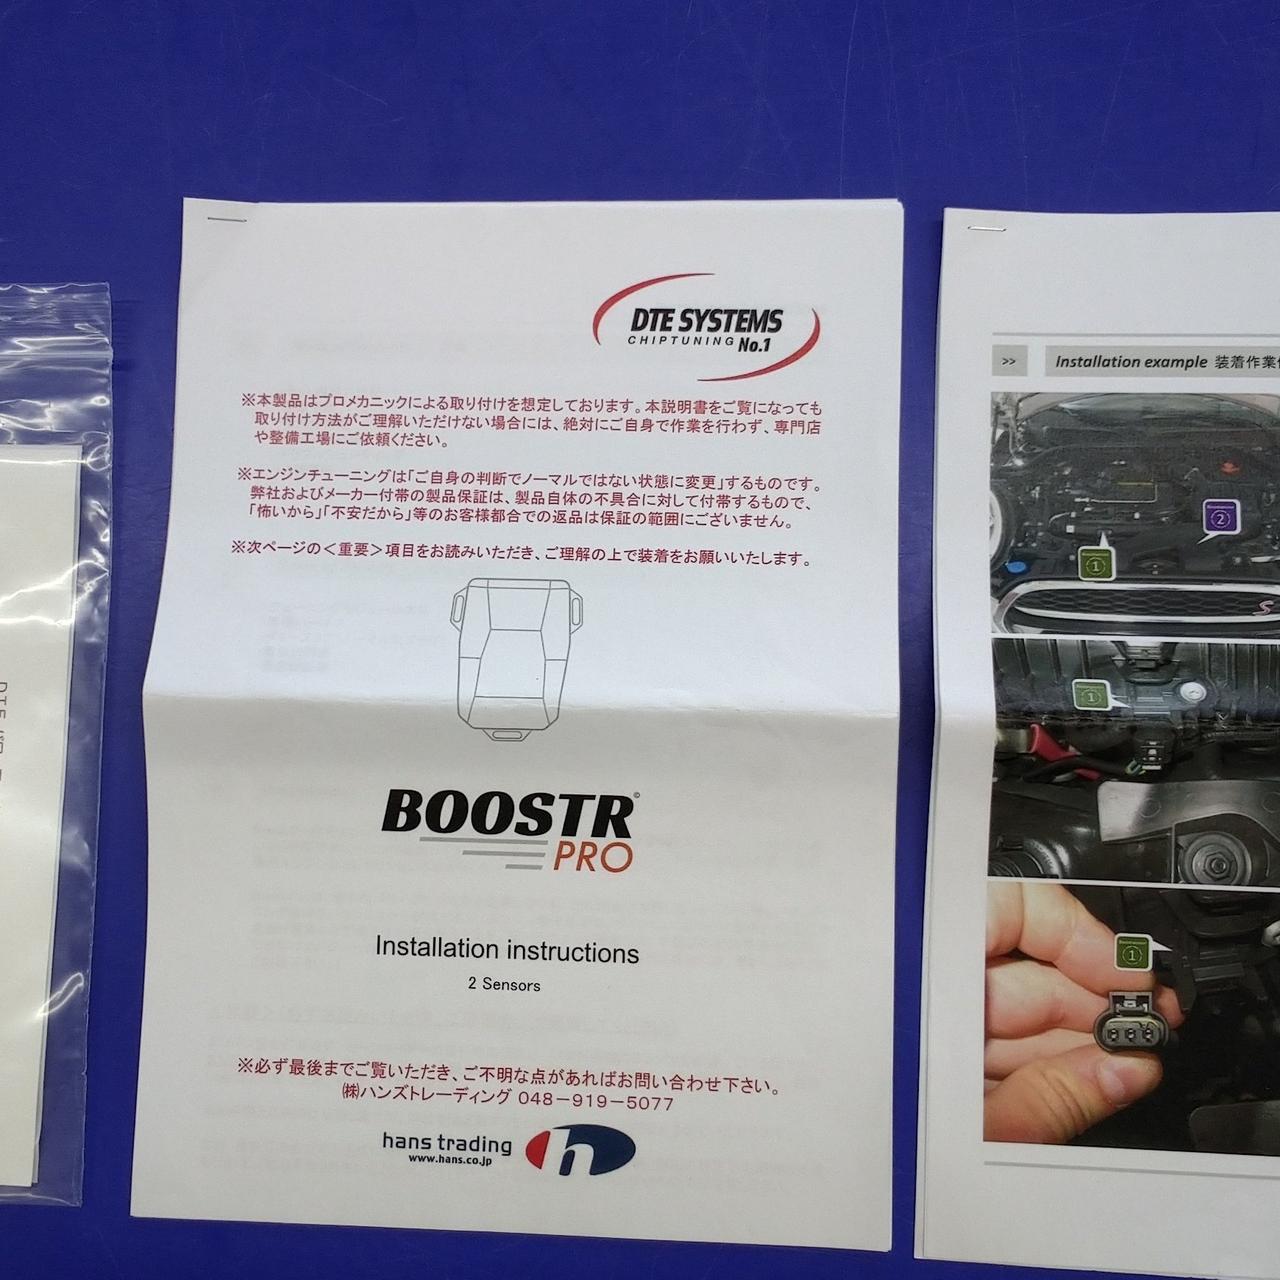 DTE SYSTEMS
CHIPTUNING No.1
※本製品はプロメカニックによる取り付けを想定しております。本説明書をご覧になっても
取り付け方法がご理解いただけない場合には、絶対にご自身で作業を行わず、専門店
や整備工場にご依頼ください。
※エンジンチューニングは「ご自身の判断でノーマルではない状態に変更」するものです。
弊社およびメーカー付帯の製品保証は、製品自体の不具合に対して付帯するもので、
「怖いから」「不安だから」等のお客様都合での返品は保証の範囲にございません。
※次ページの＜重要＞項目をお読みいただき、ご理解の上で装着をお願いいたします。
BOOSTR©
PRO
Installation instructions
2 Sensors
※必ず最後までご覧いただき、ご不明な点があればお問い合わせ下さい。
㈱ハンズトレーディング 048-919-5077
hans trading
www.hans.co.jp
h
>> Installation example 装着作業
2
1
S
1
1
DTE